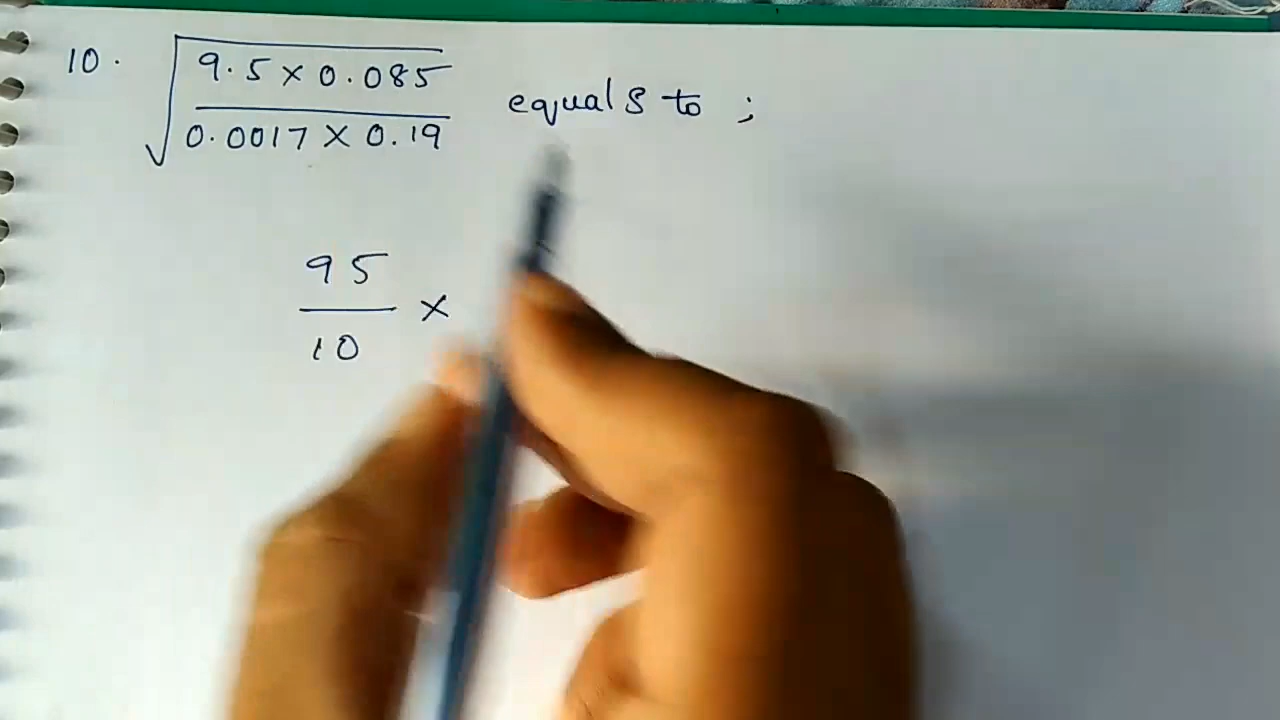 10. √ 9.5 × 0.085 equals to ;
0.0017 × 0.19
95 ×
10